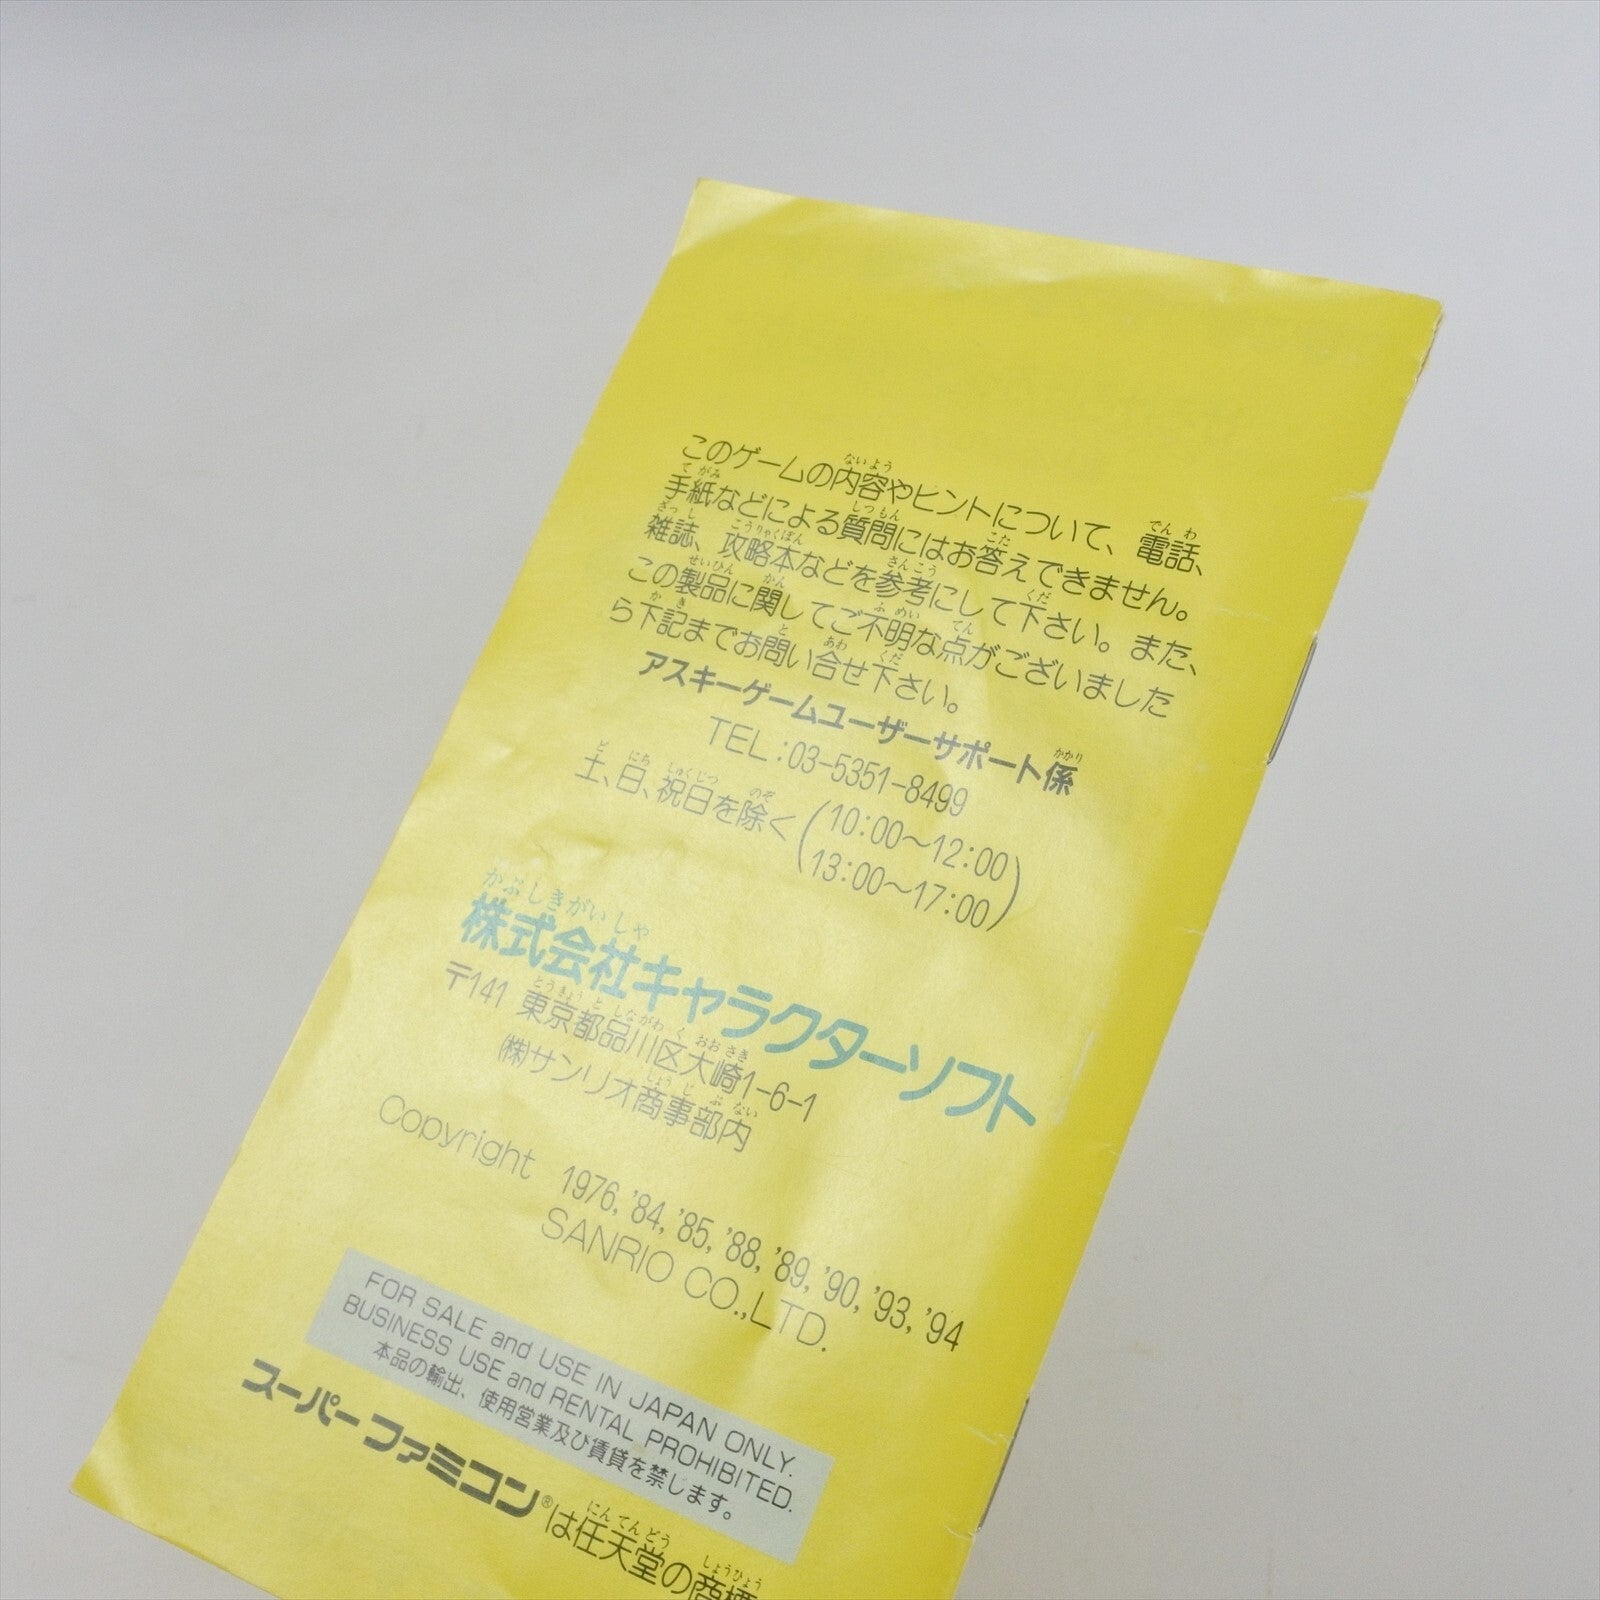 このゲームの内容やヒントについて、電話、
手紙などによる質問にはお答えできません。
雑誌、攻略本などを参考にして下さい。また、
この製品に関してご不明な点がございました
ら下記までお問い合せ下さい。
アスキーゲームユーザーサポート係
TEL:03-5351-8499
土、日、祝日を除く(10:00〜12:00
13:00〜17:00)
株式会社キャラクターソフト
〒141 東京都品川区大崎1-6-1
㈱サンリオ商事部内
Copyright 1976, '84, '85, '88, '89, '90, '93, '94
SANRIO CO.,LTD.
FOR SALE and USE IN JAPAN ONLY.
BUSINESS USE and RENTAL PROHIBITED.
本品の輸出、使用営業及び賃貸を禁じます。
スーパーファミコン®は任天堂の商標